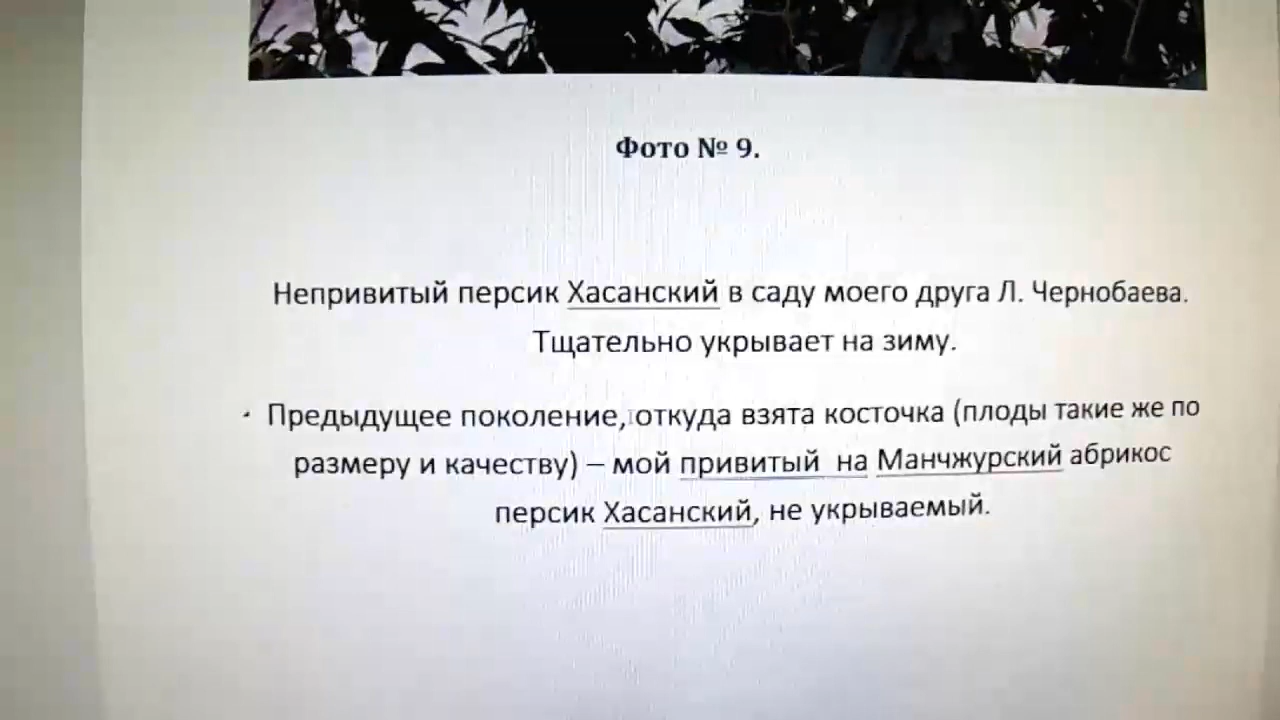 Фото № 9.
Непривитый персик Хасанский в саду моего друга Л. Чернобаева.
Тщательно укрывает на зиму.
Предыдущее поколение, откуда взята косточка (плоды такие же по
размеру и качеству) – мой привитый на Манчжурский абрикос
персик Хасанский, не укрываемый.